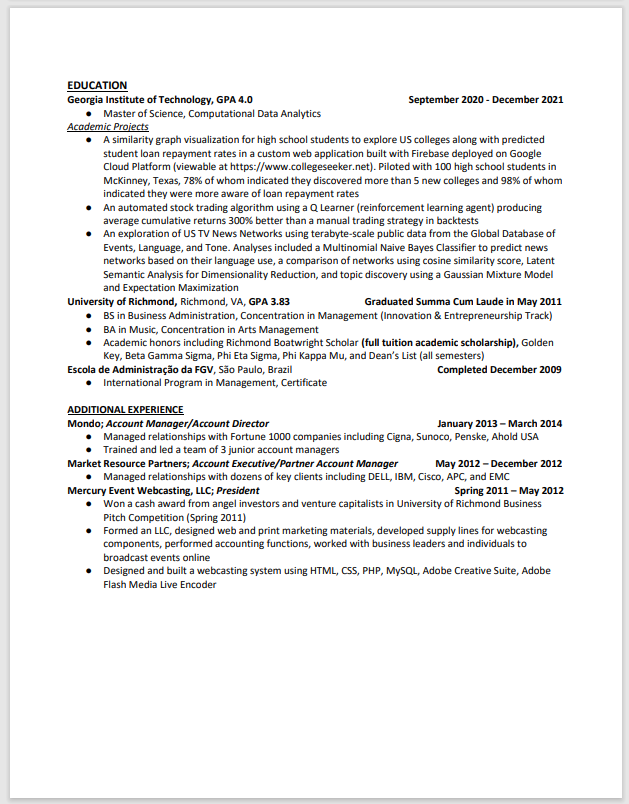 EDUCATION
Georgia Institute of Technology, GPA 4.0 September 2020 - December 2021
● Master of Science, Computational Data Analytics
Academic Projects
● A similarity graph visualization for high school students to explore US colleges along with predicted
student loan repayment rates in a custom web application built with Firebase deployed on Google
Cloud Platform (viewable at https://www.collegeseeker.net). Piloted with 100 high school students in
McKinney, Texas, 78% of whom indicated they discovered more than 5 new colleges and 98% of whom
indicated they were more aware of loan repayment rates
● An automated stock trading algorithm using a Q Learner (reinforcement learning agent) producing
average cumulative returns 300% better than a manual trading strategy in backtests
● An exploration of US TV News Networks using terabyte-scale public data from the Global Database of
Events, Language, and Tone. Analyses included a Multinomial Naive Bayes Classifier to predict news
networks based on their language use, a comparison of networks using cosine similarity score, Latent
Semantic Analysis for Dimensionality Reduction, and topic discovery using a Gaussian Mixture Model
and Expectation Maximization
University of Richmond, Richmond, VA, GPA 3.83 Graduated Summa Cum Laude in May 2011
● BS in Business Administration, Concentration in Management (Innovation & Entrepreneurship Track)
● BA in Music, Concentration in Arts Management
● Academic honors including Richmond Boatwright Scholar (full tuition academic scholarship), Golden
Key, Beta Gamma Sigma, Phi Eta Sigma, Phi Kappa Mu, and Dean's List (all semesters)
Escola de Administração da FGV, São Paulo, Brazil Completed December 2009
● International Program in Management, Certificate
ADDITIONAL EXPERIENCE
Mondo; Account Manager/Account Director January 2013 – March 2014
● Managed relationships with Fortune 1000 companies including Cigna, Sunoco, Penske, Ahold USA
● Trained and led a team of 3 junior account managers
Market Resource Partners; Account Executive/Partner Account Manager May 2012 – December 2012
● Managed relationships with dozens of key clients including DELL, IBM, Cisco, APC, and EMC
Mercury Event Webcasting, LLC; President Spring 2011 – May 2012
● Won a cash award from angel investors and venture capitalists in University of Richmond Business
Pitch Competition (Spring 2011)
● Formed an LLC, designed web and print marketing materials, developed supply lines for webcasting
components, performed accounting functions, worked with business leaders and individuals to
broadcast events online
● Designed and built a webcasting system using HTML, CSS, PHP, MySQL, Adobe Creative Suite, Adobe
Flash Media Live Encoder